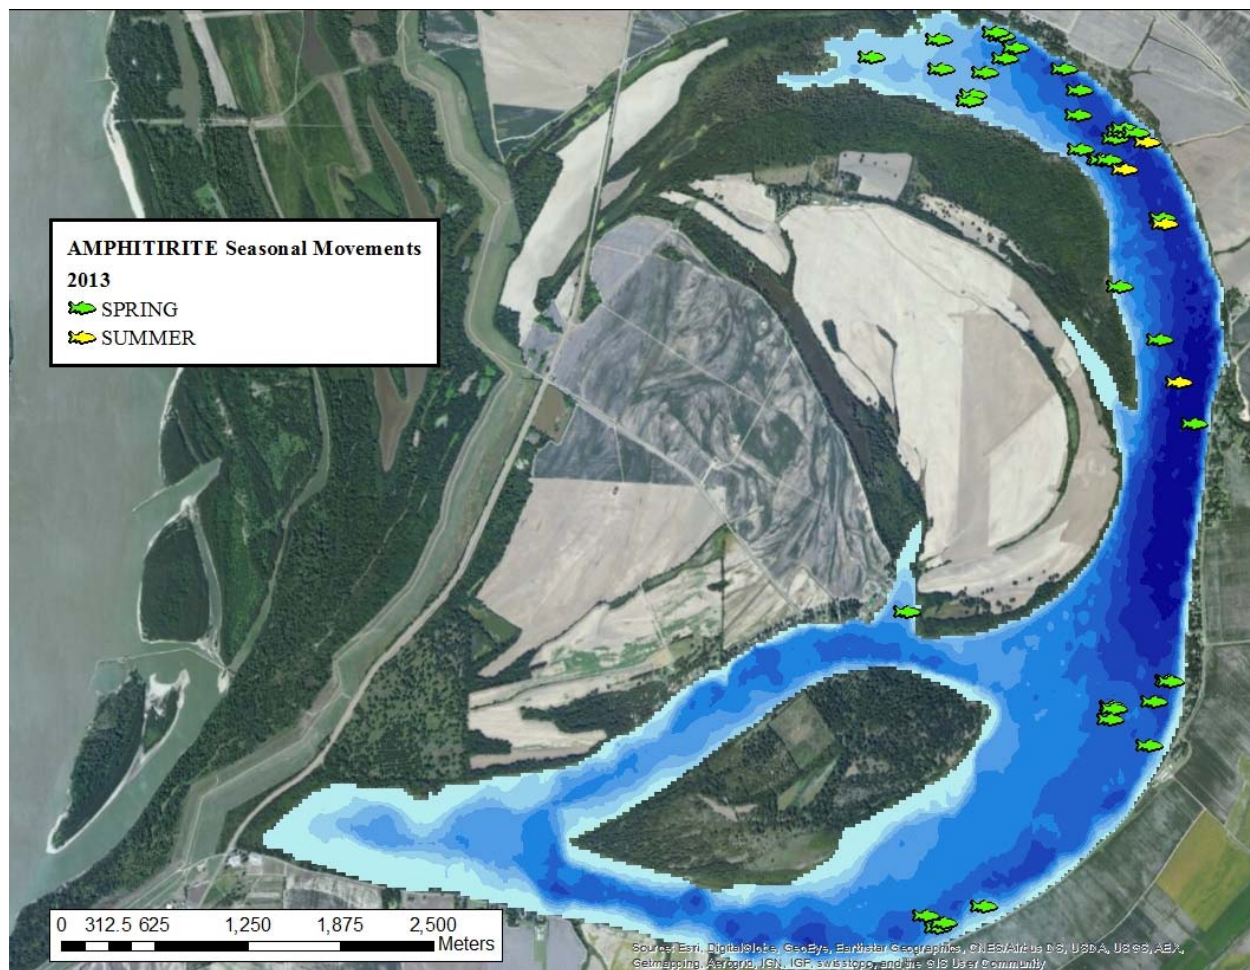 AMPHITIRITE Seasonal Movements
2013
SPRING
SUMMER
0 312.5 625 1,250 1,875 2,500
Meters
Source: Esri, DigitalGlobe, GeoEye, Earthstar Geographics, CNES/Airbus DS, USDA, USGS, AEX,
Getmapping, Aerogrid, IGN, IGP, swisstopo, and the GIS User Community